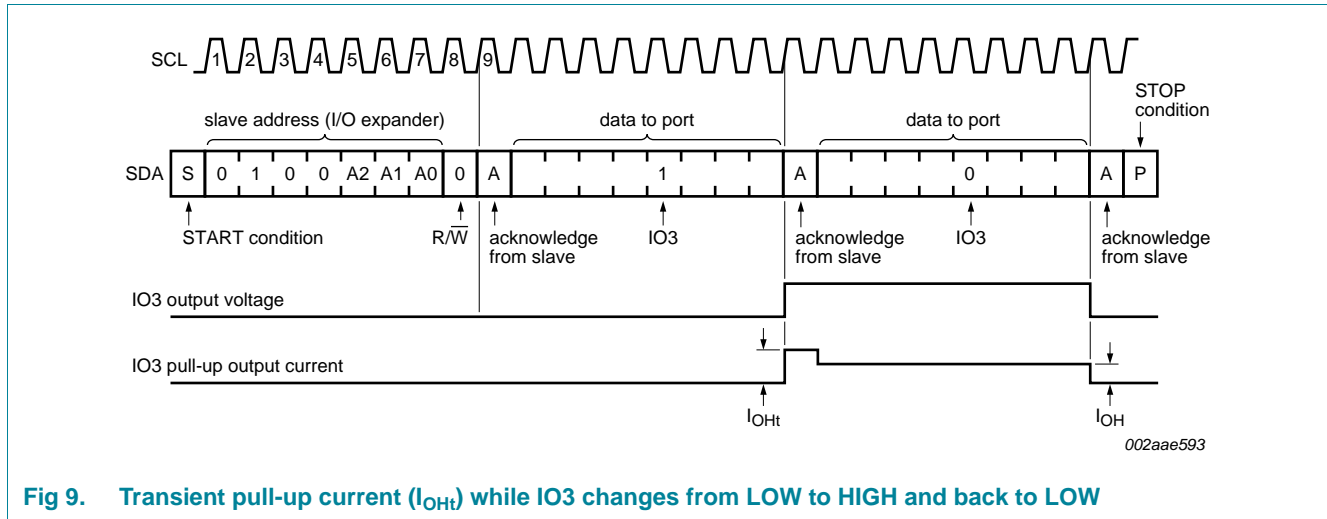 SCL 1 2 3 4 5 6 7 8 9
STOP condition
slave address (I/O expander) data to port data to port
SDA S 0 1 0 0 A2 A1 A0 0 A 1 A 0 A P
START condition R/W̅ acknowledge from slave IO3 acknowledge from slave IO3 acknowledge from slave
IO3 output voltage
IO3 pull-up output current
IOHt IOH
002aae593
Fig 9. Transient pull-up current (IOHt) while IO3 changes from LOW to HIGH and back to LOW